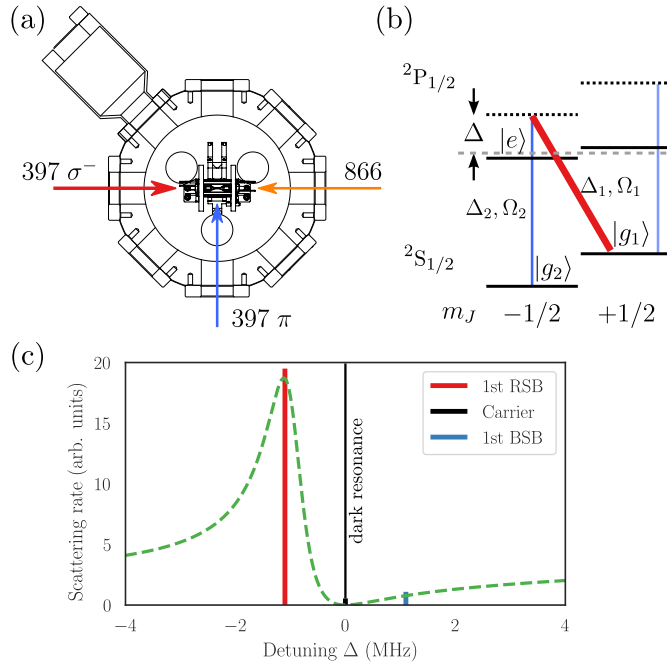 (a)
397 σ⁻
866
397 π
(b)
²P₁/₂
Δ
|e⟩
Δ₂, Ω₂
Δ₁, Ω₁
|g₁⟩
²S₁/₂
|g₂⟩
m_J
−1/2
+1/2
(c)
Scattering rate (arb. units)
20
15
10
5
0
1st RSB
Carrier
1st BSB
dark resonance
−4
−2
0
2
4
Detuning Δ (MHz)